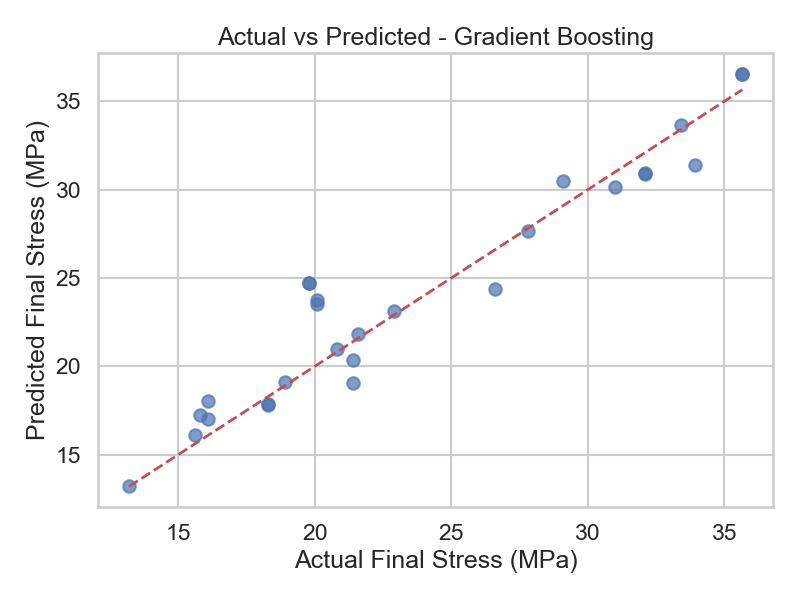 Actual vs Predicted - Gradient Boosting
Predicted Final Stress (MPa)
35
30
25
20
15
15 20 25 30 35
Actual Final Stress (MPa)